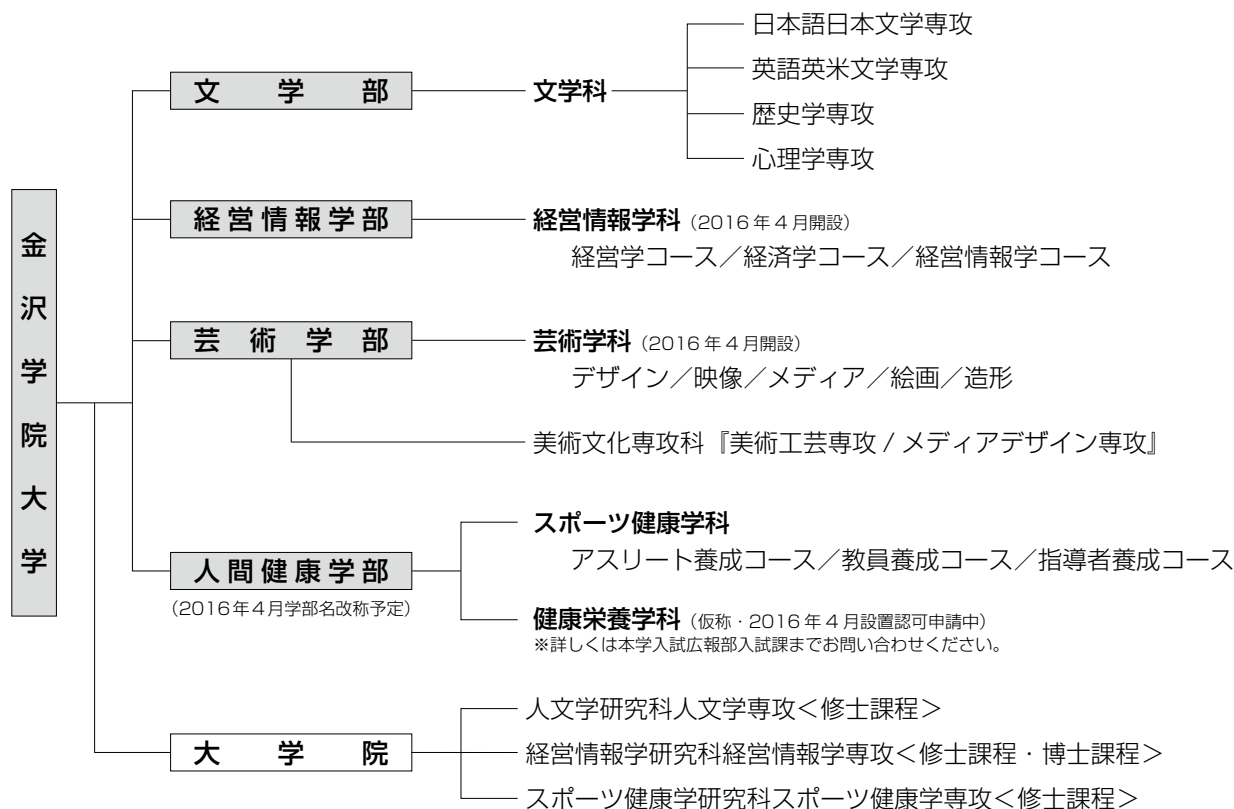 金沢学院大学
文学部
文学科
日本語日本文学専攻
英語英米文学専攻
歴史学専攻
心理学専攻
経営情報学部
経営情報学科（2016年4月開設）
経営学コース／経済学コース／経営情報学コース
芸術学部
芸術学科（2016年4月開設）
デザイン／映像／メディア／絵画／造形
美術文化専攻科『美術工芸専攻 / メディアデザイン専攻』
人間健康学部
（2016年4月学部名改称予定）
スポーツ健康学科
アスリート養成コース／教員養成コース／指導者養成コース
健康栄養学科（仮称・2016年4月設置認可申請中）
※詳しくは本学入試広報部入試課までお問い合わせください。
大学院
人文学研究科人文学専攻＜修士課程＞
経営情報学研究科経営情報学専攻＜修士課程・博士課程＞
スポーツ健康学研究科スポーツ健康学専攻＜修士課程＞